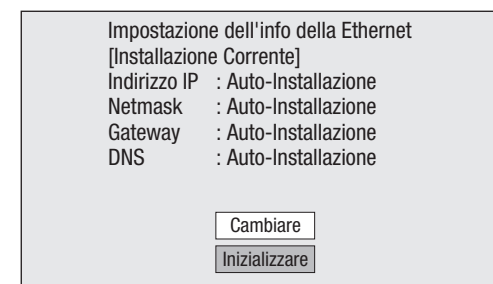 Impostazione dell'info della Ethernet
[Installazione Corrente]
Indirizzo IP : Auto-Installazione
Netmask : Auto-Installazione
Gateway : Auto-Installazione
DNS : Auto-Installazione
Cambiare
Inizializzare